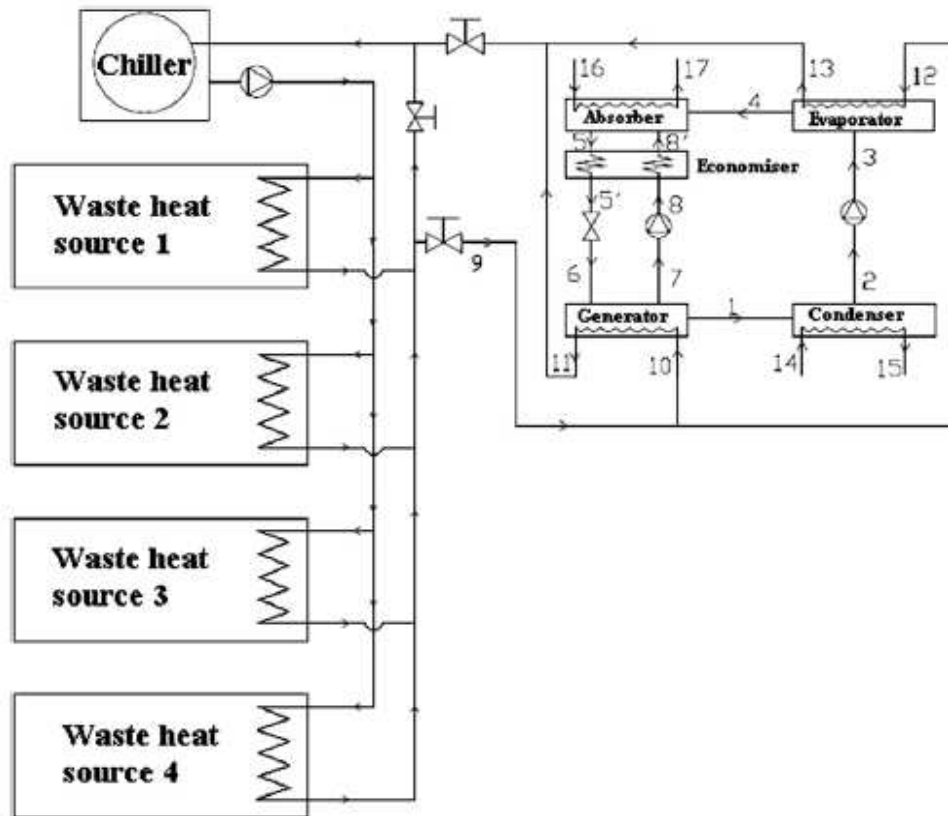 Chiller
16
17
13
12
4
Absorber
Evaporator
5
8'
3
Economiser
Waste heat
source 1
5'
8
9
6
7
2
Generator
1
Condenser
11
10
14
15
Waste heat
source 2
Waste heat
source 3
Waste heat
source 4